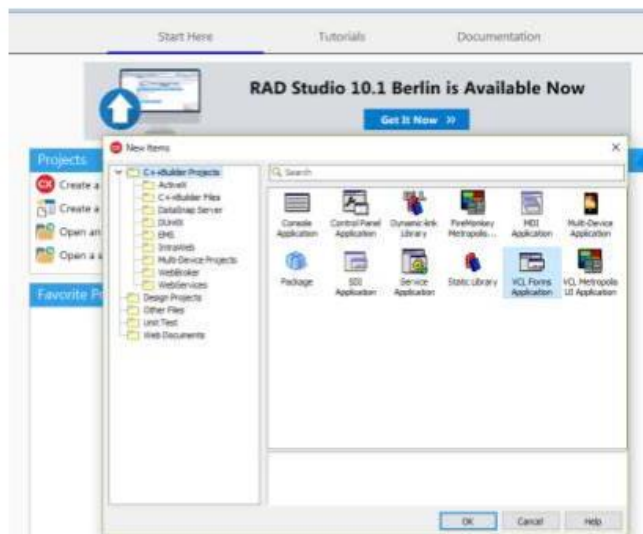 Start Here Tutorials Documentation
RAD Studio 10.1 Berlin is Available Now
Get It Now
Projects
Create a
Create a
Open an
Open a
Favorite
New Items
C++Builder Projects
ActiveX
C++Builder Files
DataSnap Server
DUnitX
EMS
IntraWeb
Multi-Device Projects
WebBroker
WebServices
Design Projects
Other Files
Unit Test
Web Documents
Search
Console Application
Control Panel Application
Dynamic-link Library
FireMonkey Metropolis...
MDI Application
Multi-Device Application
Package
SDI Application
Service Application
Static Library
VCL Forms Application
VCL Metropolis UI Application
OK Cancel Help